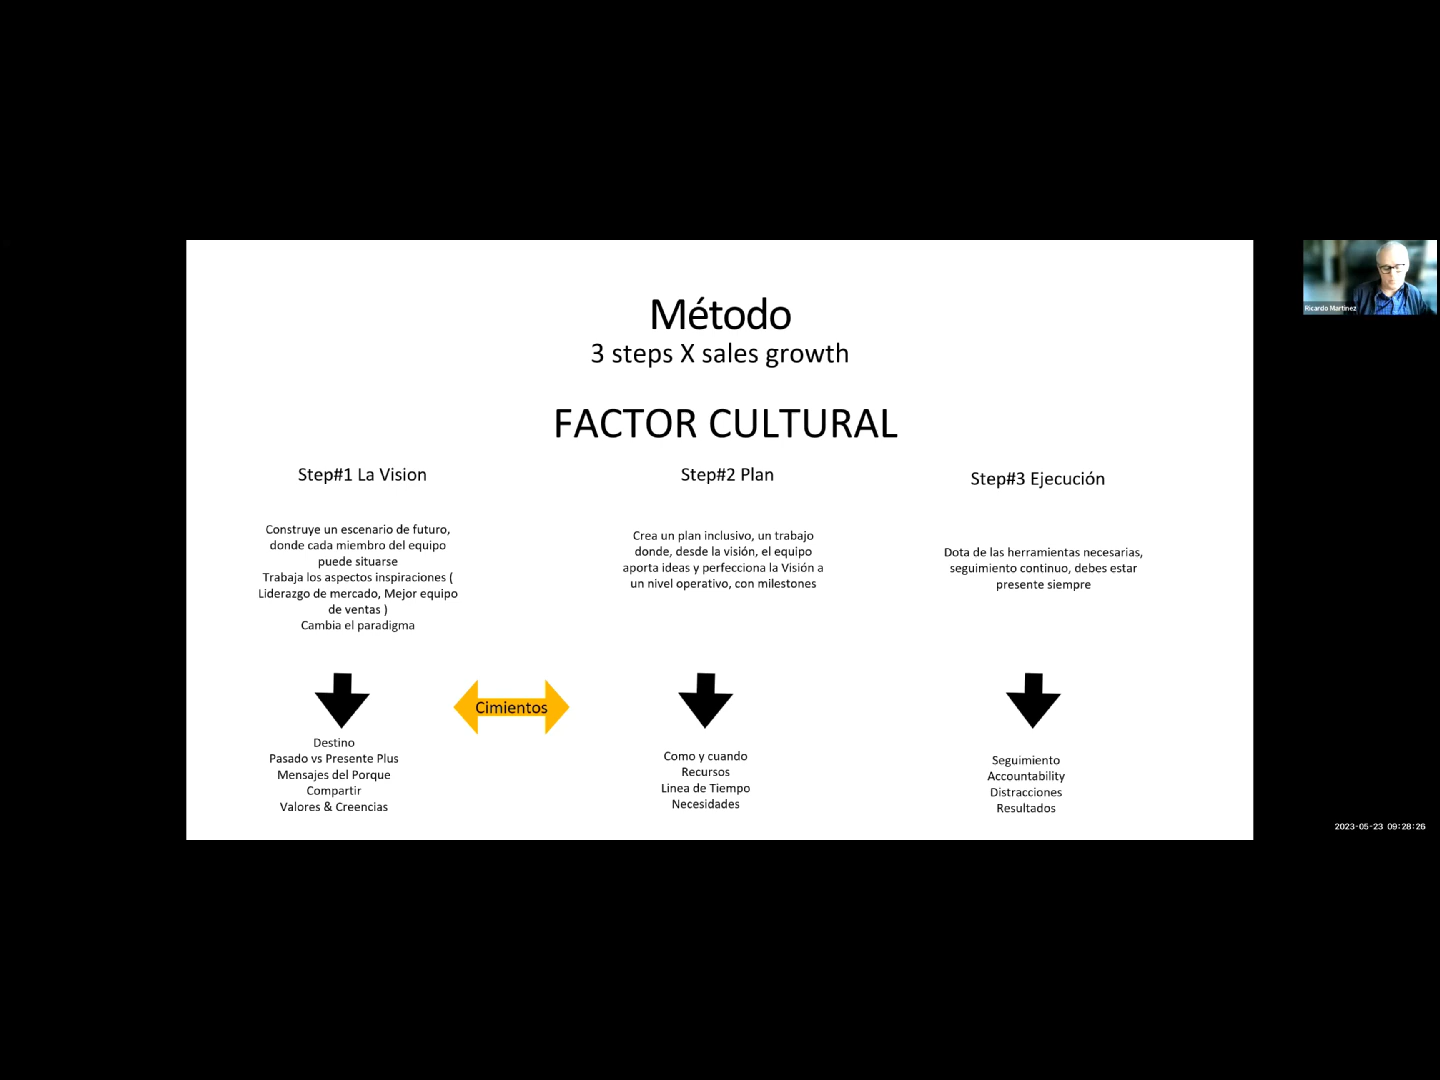 Método
3 steps X sales growth
FACTOR CULTURAL
Step#1 La Vision
Construye un escenario de futuro,
donde cada miembro del equipo
puede situarse
Trabaja los aspectos inspiraciones (
Liderazgo de mercado, Mejor equipo
de ventas )
Cambia el paradigma
Destino
Pasado vs Presente Plus
Mensajes del Porque
Compartir
Valores & Creencias
Cimientos
Step#2 Plan
Crea un plan inclusivo, un trabajo
donde, desde la visión, el equipo
aporta ideas y perfecciona la Visión a
un nivel operativo, con milestones
Como y cuando
Recursos
Linea de Tiempo
Necesidades
Step#3 Ejecución
Dota de las herramientas necesarias,
seguimiento continuo, debes estar
presente siempre
Seguimiento
Accountability
Distracciones
Resultados
Ricardo Martinez
2023-05-23 09:28:26